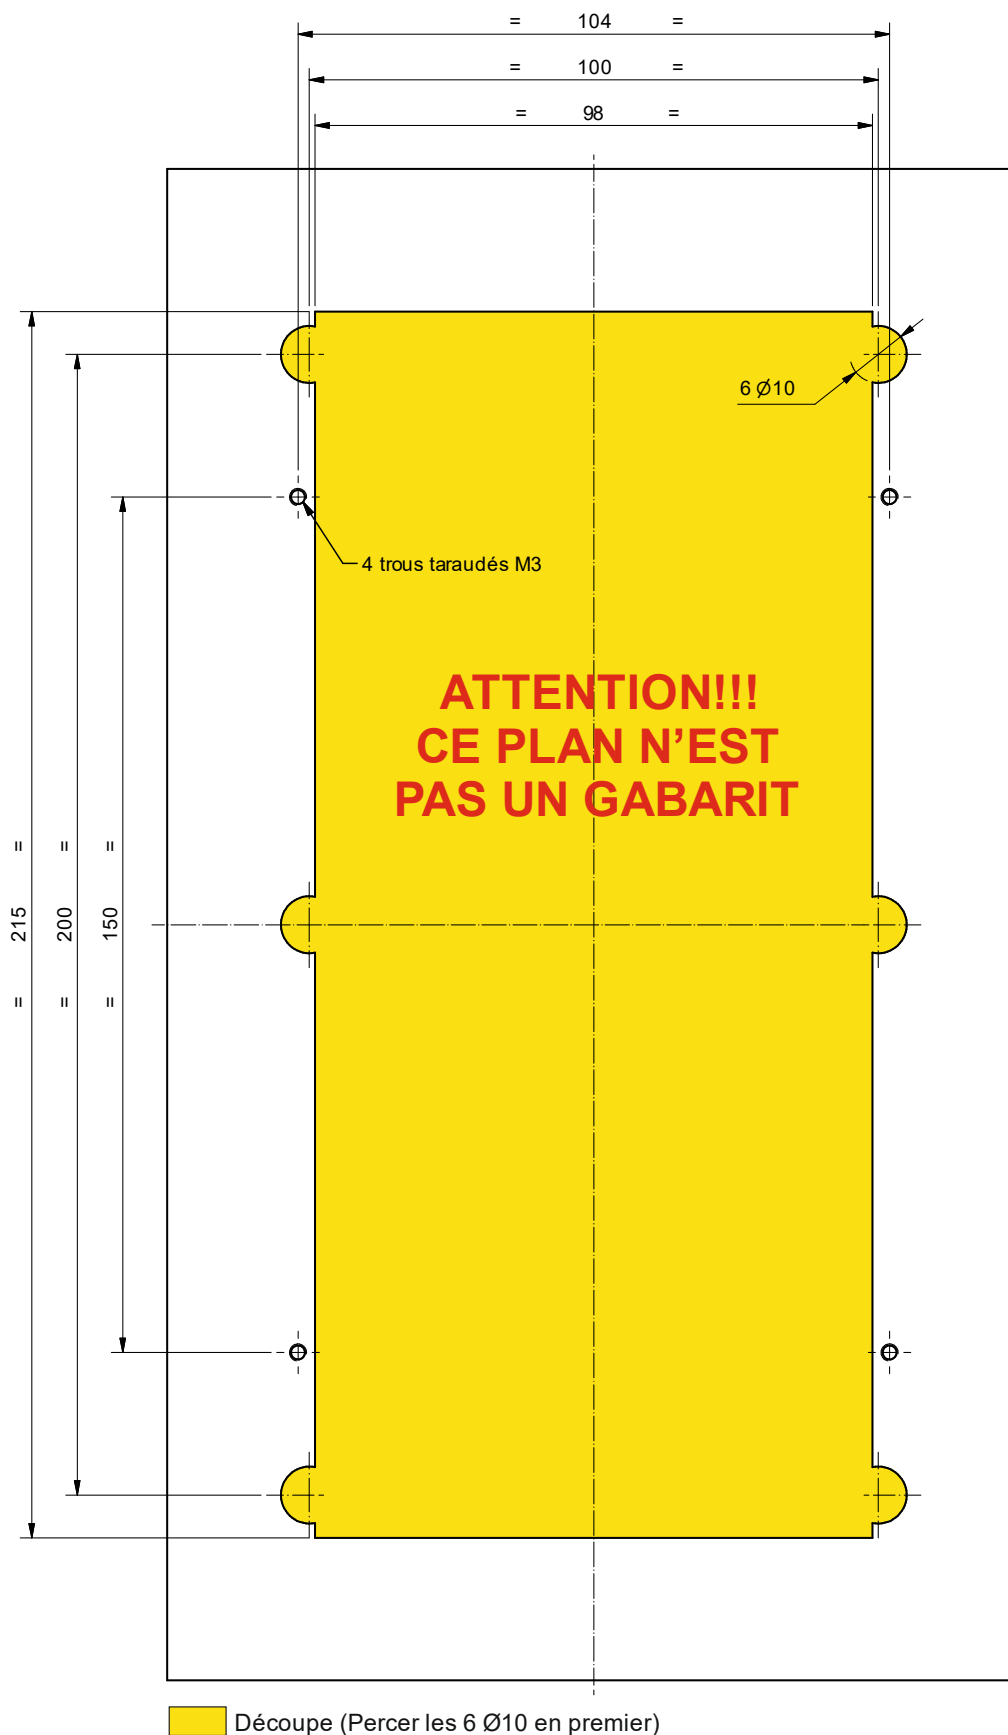 = 104 =
= 100 =
= 98 =
6 Ø10
4 trous taraudés M3
ATTENTION!!!
CE PLAN N’EST
PAS UN GABARIT
= 215 =
= 200 =
= 150 =
Découpe (Percer les 6 Ø10 en premier)